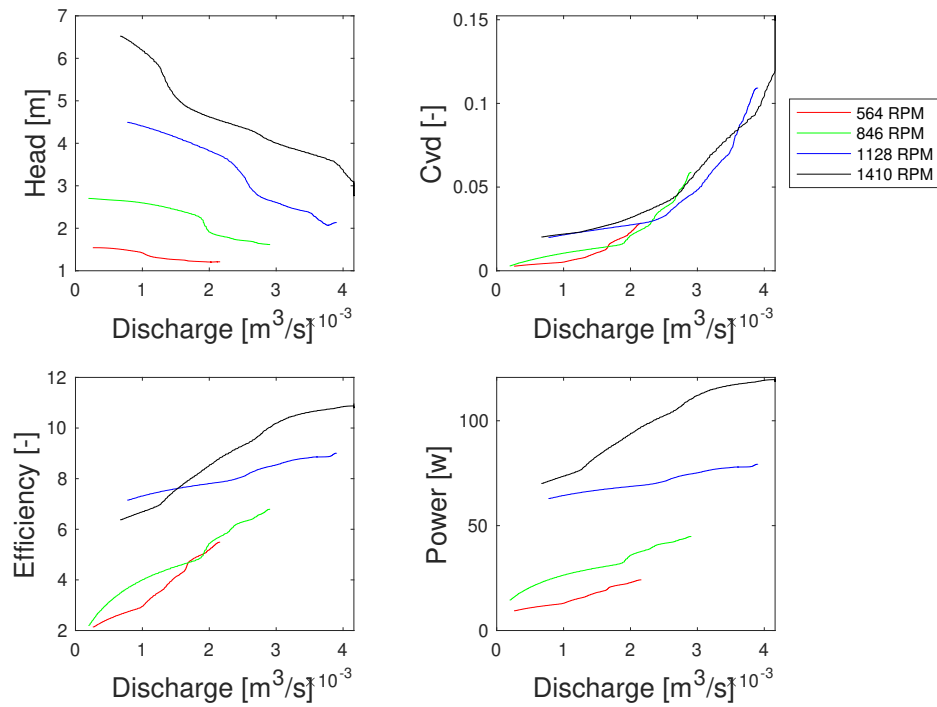 7
6
5
4
3
2
1
Head [m]
0 1 2 3 4
Discharge [m³/s] ×10⁻³
0.15
0.1
0.05
0
Cvd [-]
0 1 2 3 4
Discharge [m³/s] ×10⁻³
564 RPM
846 RPM
1128 RPM
1410 RPM
12
10
8
6
4
2
Efficiency [-]
0 1 2 3 4
Discharge [m³/s] ×10⁻³
100
50
0
Power [w]
0 1 2 3 4
Discharge [m³/s] ×10⁻³